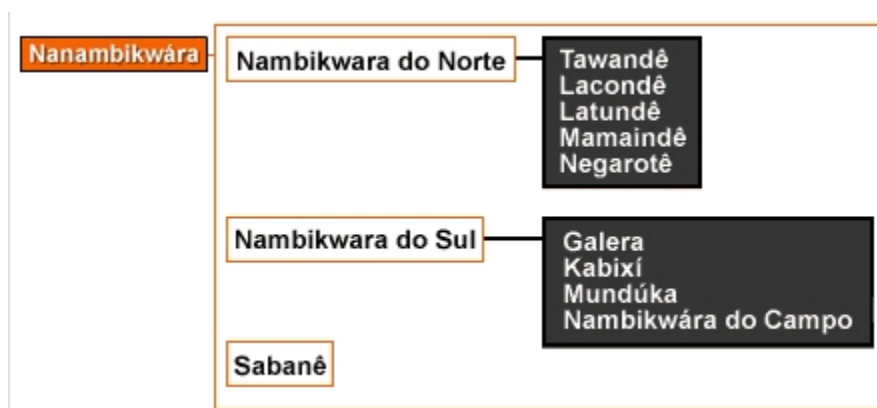 Nanambikwára
Nambikwara do Norte
Tawandê
Lacondê
Latundê
Mamaindê
Negarotê
Nambikwara do Sul
Galera
Kabixí
Mundúka
Nambikwára do Campo
Sabanê